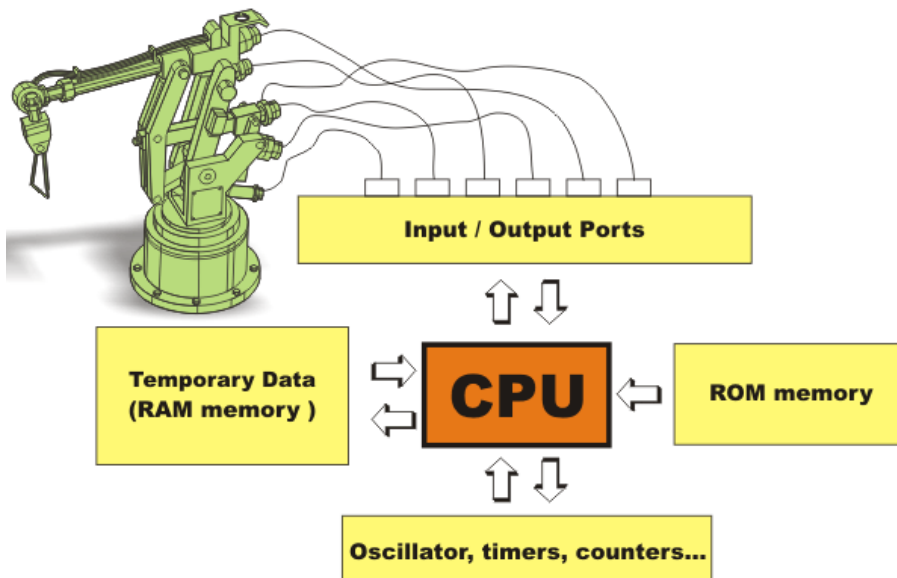 Input / Output Ports
Temporary Data
(RAM memory )
CPU
ROM memory
Oscillator, timers, counters...